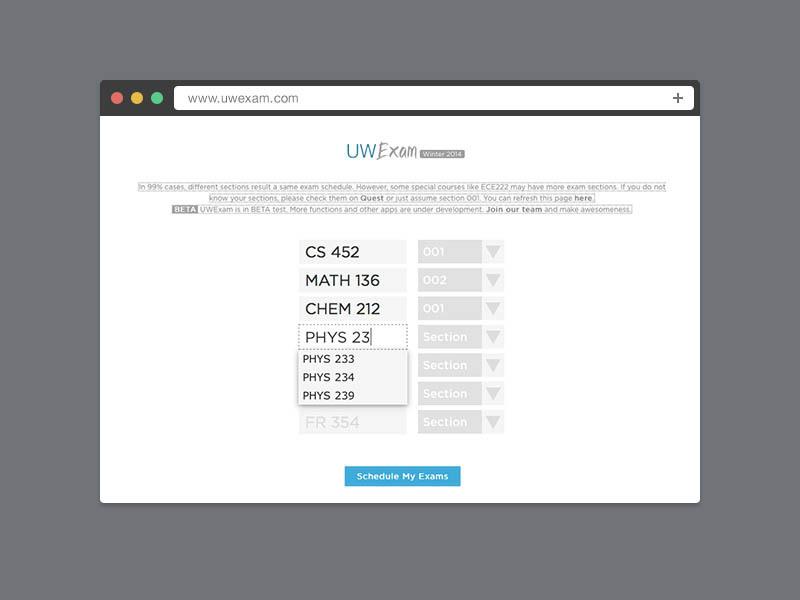 www.uwexam.com
UWExam Winter 2014
In 99% cases, different sections result a same exam schedule. However, some special courses like ECE222 may have more exam sections. If you do not
know your sections, please check them on Quest or just assume section 001. You can refresh this page here.
BETA UWExam is in BETA test. More functions and other apps are under development. Join our team and make awesomeness.
CS 452 001
MATH 136 002
CHEM 212 001
PHYS 23 Section
PHYS 233 Section
PHYS 234
PHYS 239 Section
FR 354 Section
Schedule My Exams